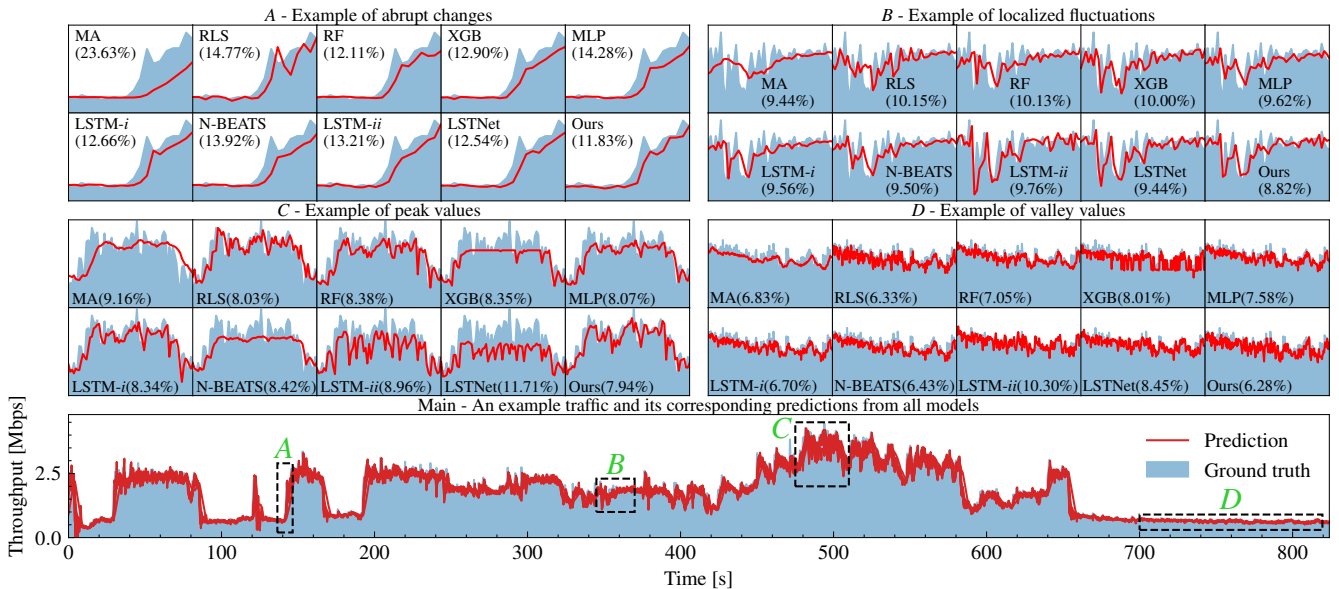 A - Example of abrupt changes
MA RLS RF XGB MLP
(23.63%) (14.77%) (12.11%) (12.90%) (14.28%)
LSTM-i N-BEATS LSTM-ii LSTNet Ours
(12.66%) (13.92%) (13.21%) (12.54%) (11.83%)
B - Example of localized fluctuations
MA RLS RF XGB MLP
(9.44%) (10.15%) (10.13%) (10.00%) (9.62%)
LSTM-i N-BEATS LSTM-ii LSTNet Ours
(9.56%) (9.50%) (9.76%) (9.44%) (8.82%)
C - Example of peak values
MA(9.16%) RLS(8.03%) RF(8.38%) XGB(8.35%) MLP(8.07%)
LSTM-i(8.34%) N-BEATS(8.42%) LSTM-ii(8.96%) LSTNet(11.71%) Ours(7.94%)
D - Example of valley values
MA(6.83%) RLS(6.33%) RF(7.05%) XGB(8.01%) MLP(7.58%)
LSTM-i(6.70%) N-BEATS(6.43%) LSTM-ii(10.30%) LSTNet(8.45%) Ours(6.28%)
Main - An example traffic and its corresponding predictions from all models
Throughput [Mbps]
2.5
0.0
A
B
C
D
Prediction
Ground truth
0 100 200 300 400 500 600 700 800
Time [s]